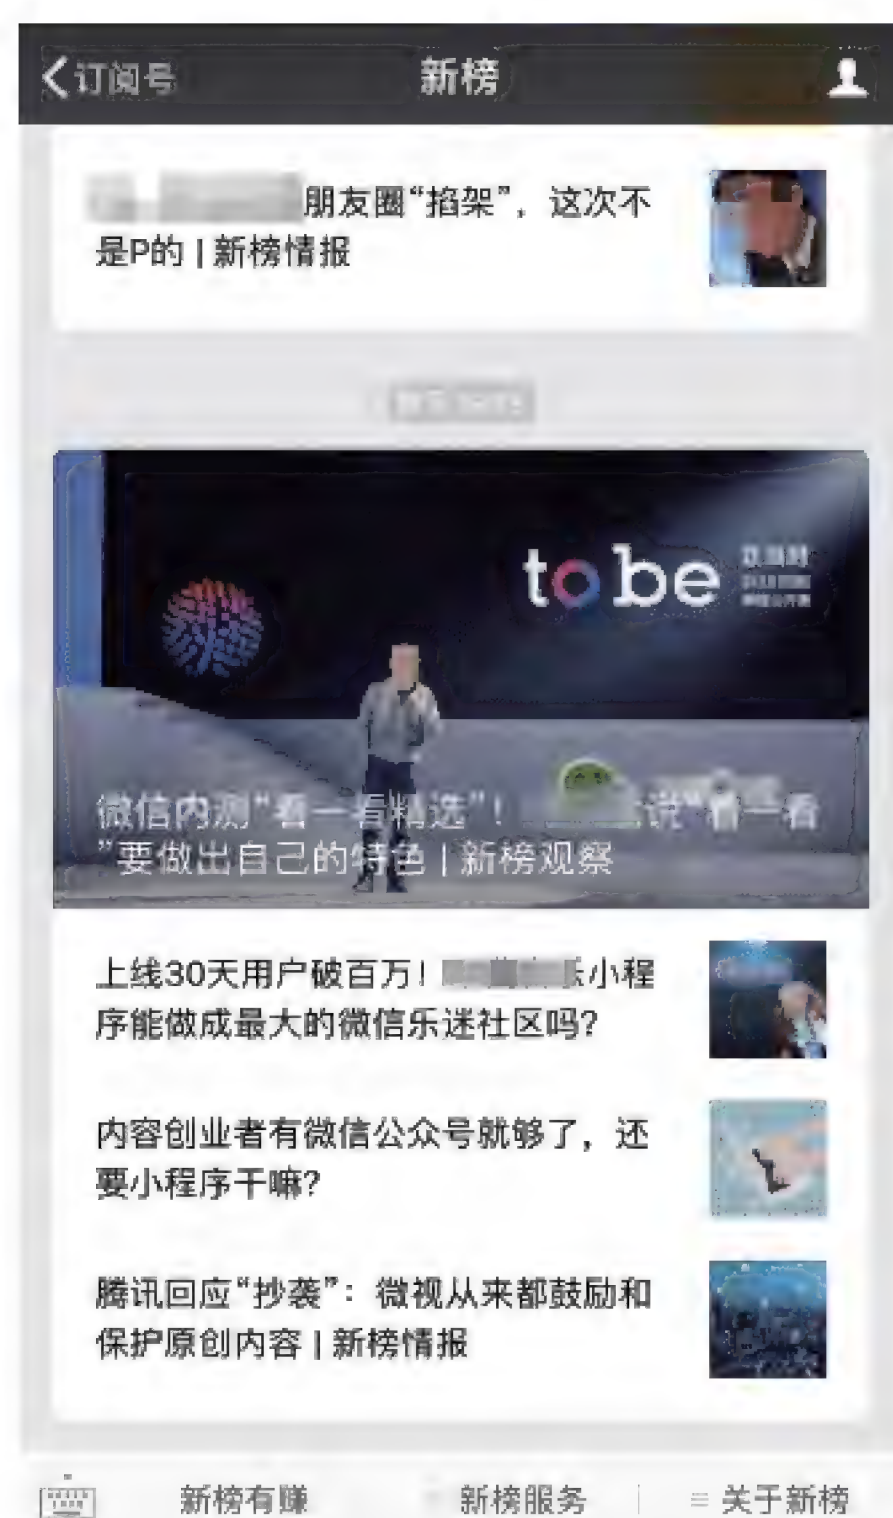 订阅号
新榜
朋友圈“掐架”，这次不
是P的 | 新榜情报
to be
微信内测“看一看精选”！
说“看一看
”要做出自己的特色 | 新榜观察
上线30天用户破百万！
小程
序能做成最大的微信乐迷社区吗？
内容创业者有微信公众号就够了，还
要小程序干嘛？
腾讯回应“抄袭”：微视从来都鼓励和
保护原创内容 | 新榜情报
新榜有赚
新榜服务
关于新榜